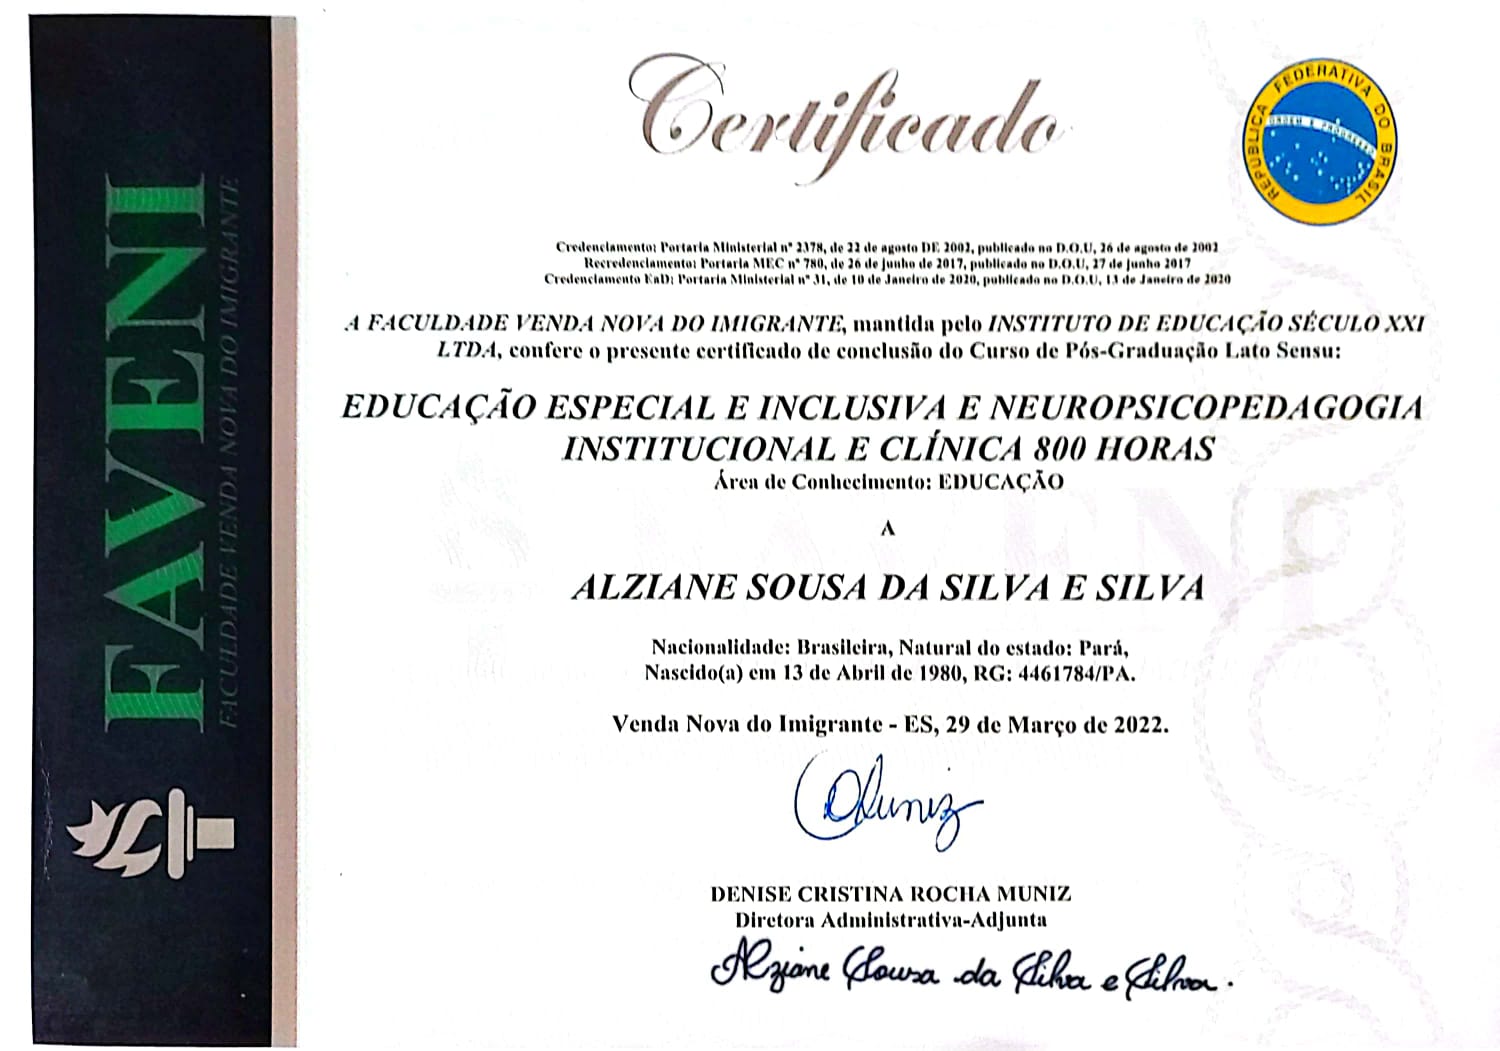 FAVENI
FACULDADE VENDA NOVA DO IMIGRANTE
Certificado
REPUBLICA FEDERATIVA DO BRASIL
ORDEM E PROGRESSO
Credenciamento: Portaria Ministerial nº 2378, de 22 de agosto DE 2002, publicado no D.O.U, 26 de agosto de 2002
Recredenciamento: Portaria MEC nº 780, de 26 de junho de 2017, publicado no D.O.U, 27 de junho 2017
Credenciamento EaD: Portaria Ministerial nº 31, de 10 de Janeiro de 2020, publicado no D.O.U, 13 de Janeiro de 2020
A FACULDADE VENDA NOVA DO IMIGRANTE, mantida pelo INSTITUTO DE EDUCAÇÃO SÉCULO XXI
LTDA, confere o presente certificado de conclusão do Curso de Pós-Graduação Lato Sensu:
EDUCAÇÃO ESPECIAL E INCLUSIVA E NEUROPSICOPEDAGOGIA
INSTITUCIONAL E CLÍNICA 800 HORAS
Área de Conhecimento: EDUCAÇÃO
A
ALZIANE SOUSA DA SILVA E SILVA
Nacionalidade: Brasileira, Natural do estado: Pará,
Nascido(a) em 13 de Abril de 1980, RG: 4461784/PA.
Venda Nova do Imigrante - ES, 29 de Março de 2022.
DENISE CRISTINA ROCHA MUNIZ
Diretora Administrativa-Adjunta
Alziane Sousa da Silva e Silva.